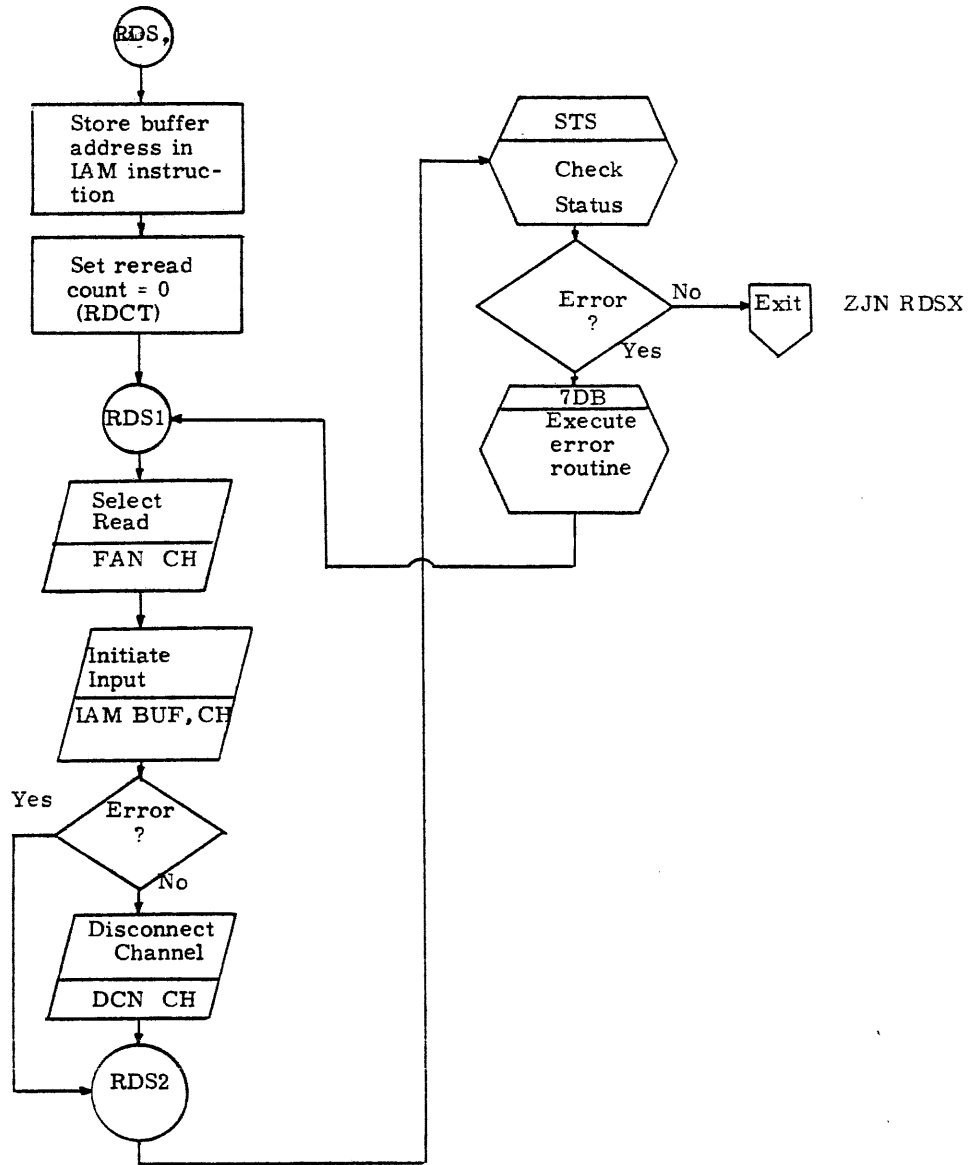 RDS,
Store buffer
address in
IAM instruc-
tion
Set reread
count = 0
(RDCT)
RDS1
Select
Read
FAN CH
Initiate
Input
IAM BUF, CH
Error
?
Yes
No
Disconnect
Channel
DCN CH
RDS2
STS
Check
Status
Error
?
No
Yes
Exit
ZJN RDSX
7DB
Execute
error
routine